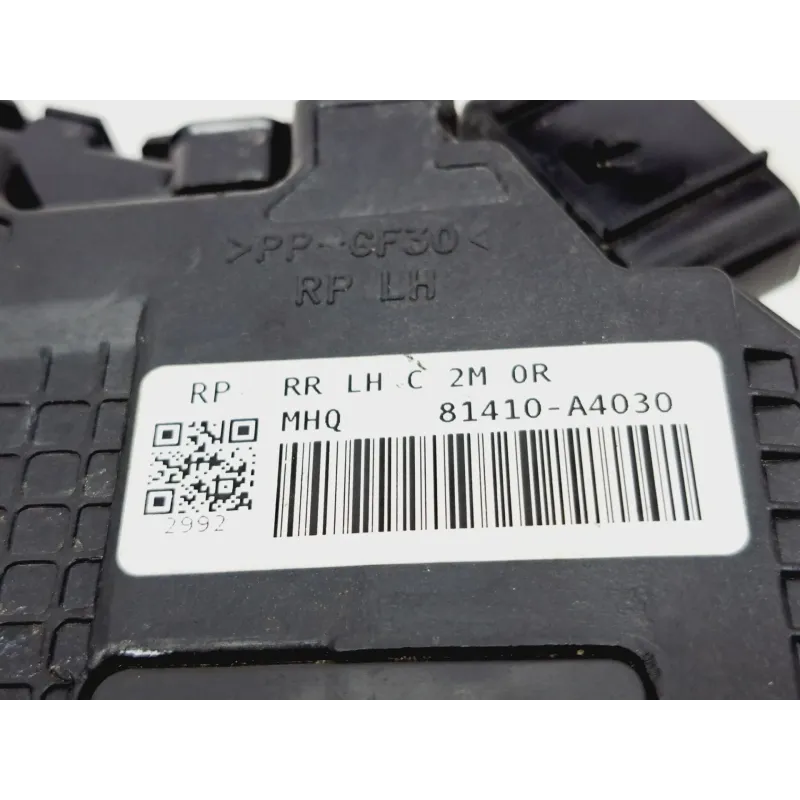 >PP-GF30<
RP LH
RP RR LH C 2M 0R
MHQ 81410-A4030
2992